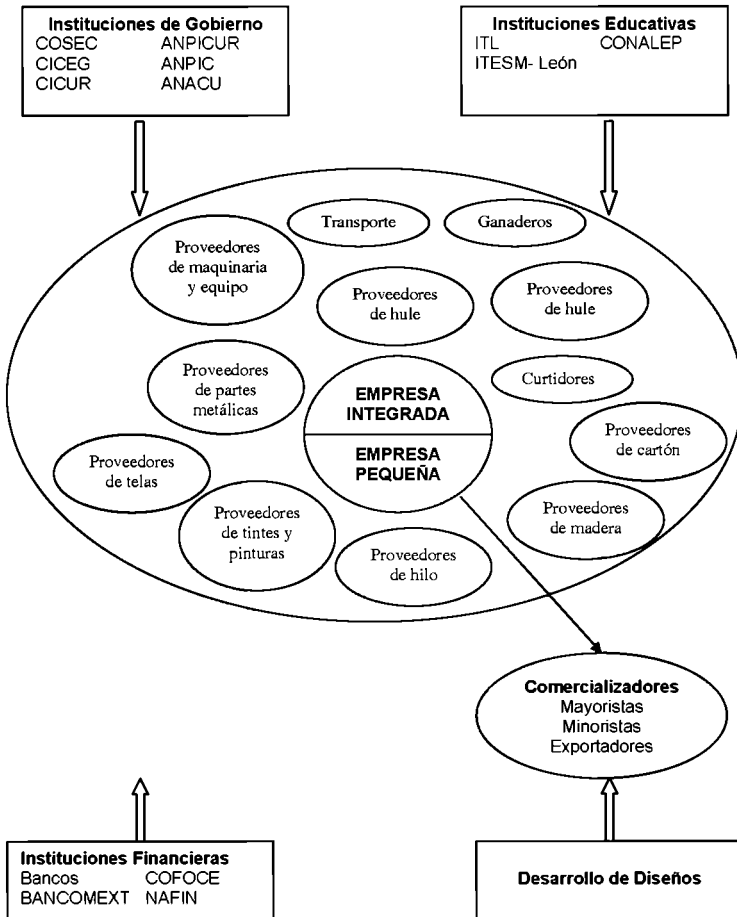 Instituciones de Gobierno
COSEC ANPICUR
CICEG ANPIC
CICUR ANACU
Instituciones Educativas
ITL CONALEP
ITESM- León
Transporte
Ganaderos
Proveedores
de maquinaria
y equipo
Proveedores
de hule
Proveedores
de hule
Proveedores
de partes
metálicas
EMPRESA
INTEGRADA
Curtidores
EMPRESA
PEQUEÑA
Proveedores
de cartón
Proveedores
de telas
Proveedores
de tintes y
pinturas
Proveedores
de hilo
Proveedores
de madera
Comercializadores
Mayoristas
Minoristas
Exportadores
Instituciones Financieras
Bancos COFOCE
BANCOMEXT NAFIN
Desarrollo de Diseños